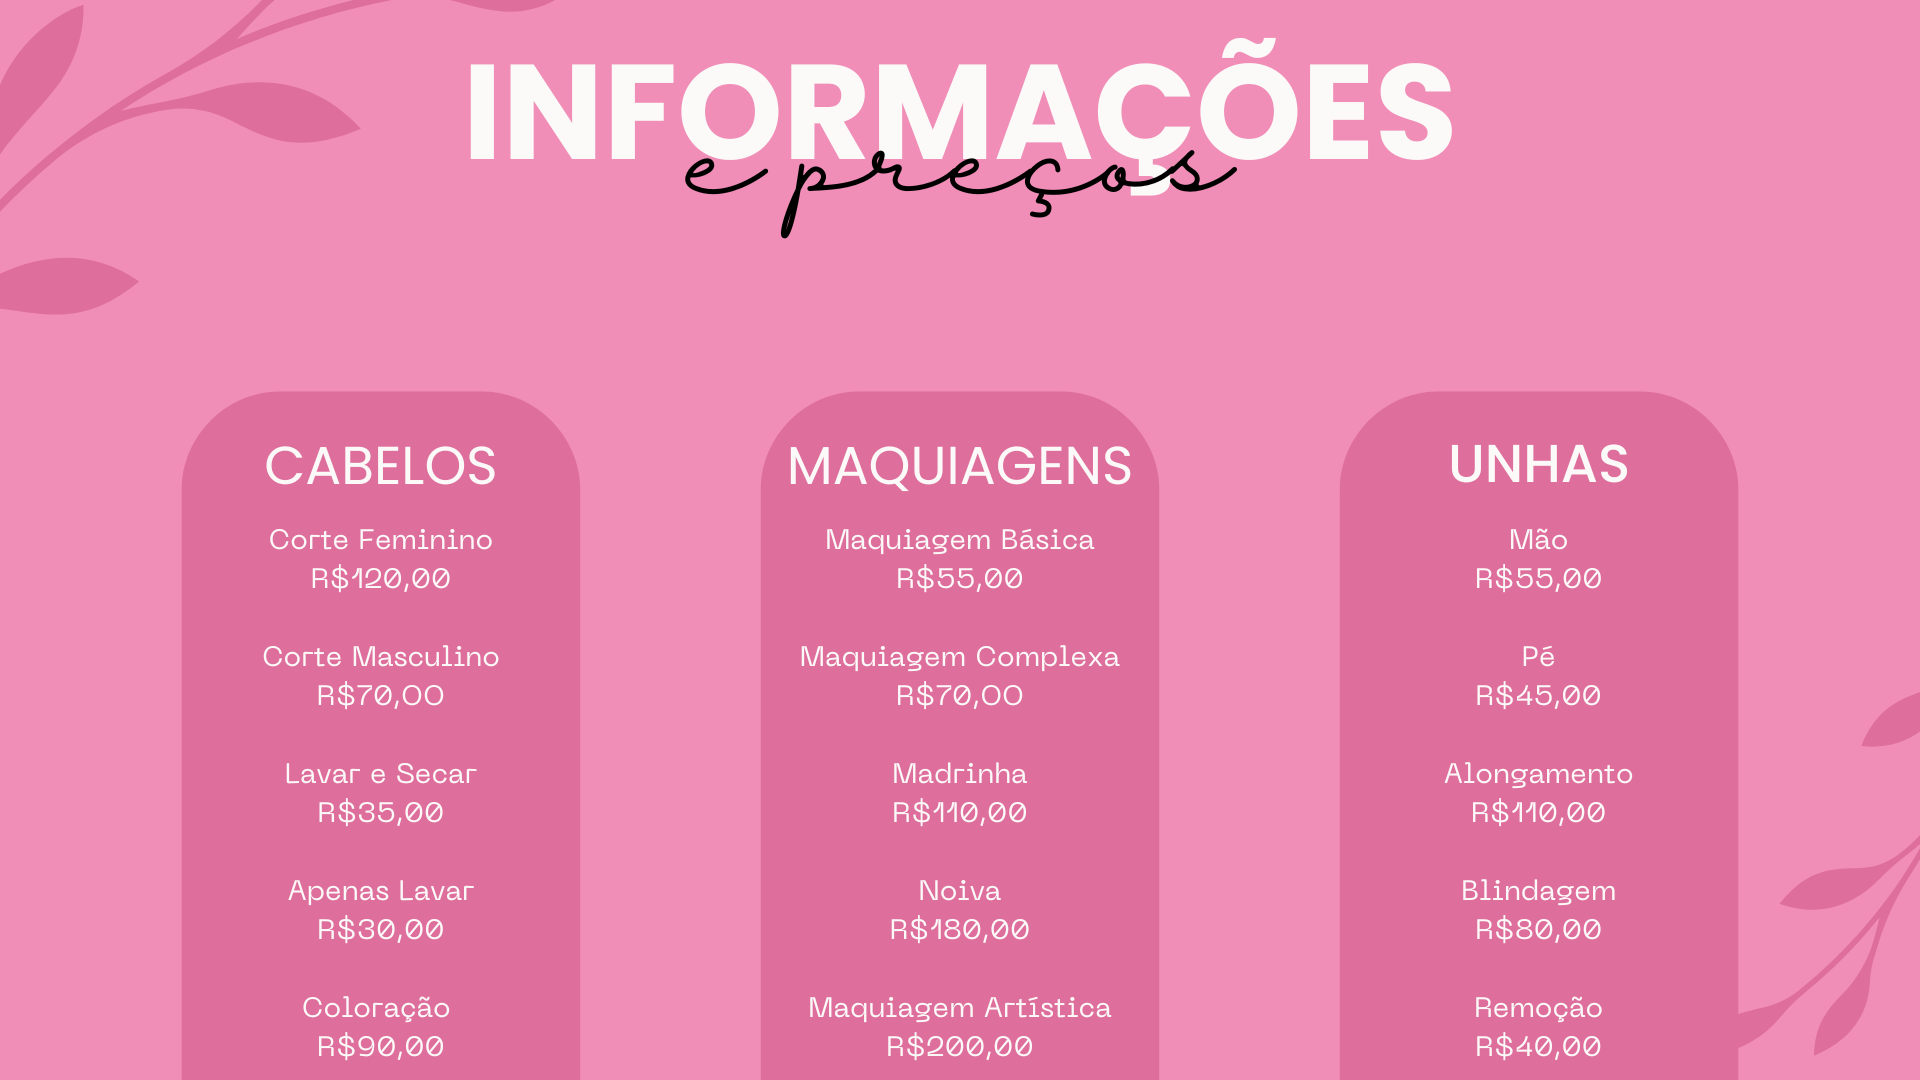 INFORMAÇÕES
e preços
CABELOS
Corte Feminino
R$120,00
Corte Masculino
R$70,00
Lavar e Secar
R$35,00
Apenas Lavar
R$30,00
Coloração
R$90,00
MAQUIAGENS
Maquiagem Básica
R$55,00
Maquiagem Complexa
R$70,00
Madrinha
R$110,00
Noiva
R$180,00
Maquiagem Artística
R$200,00
UNHAS
Mão
R$55,00
Pé
R$45,00
Alongamento
R$110,00
Blindagem
R$80,00
Remoção
R$40,00